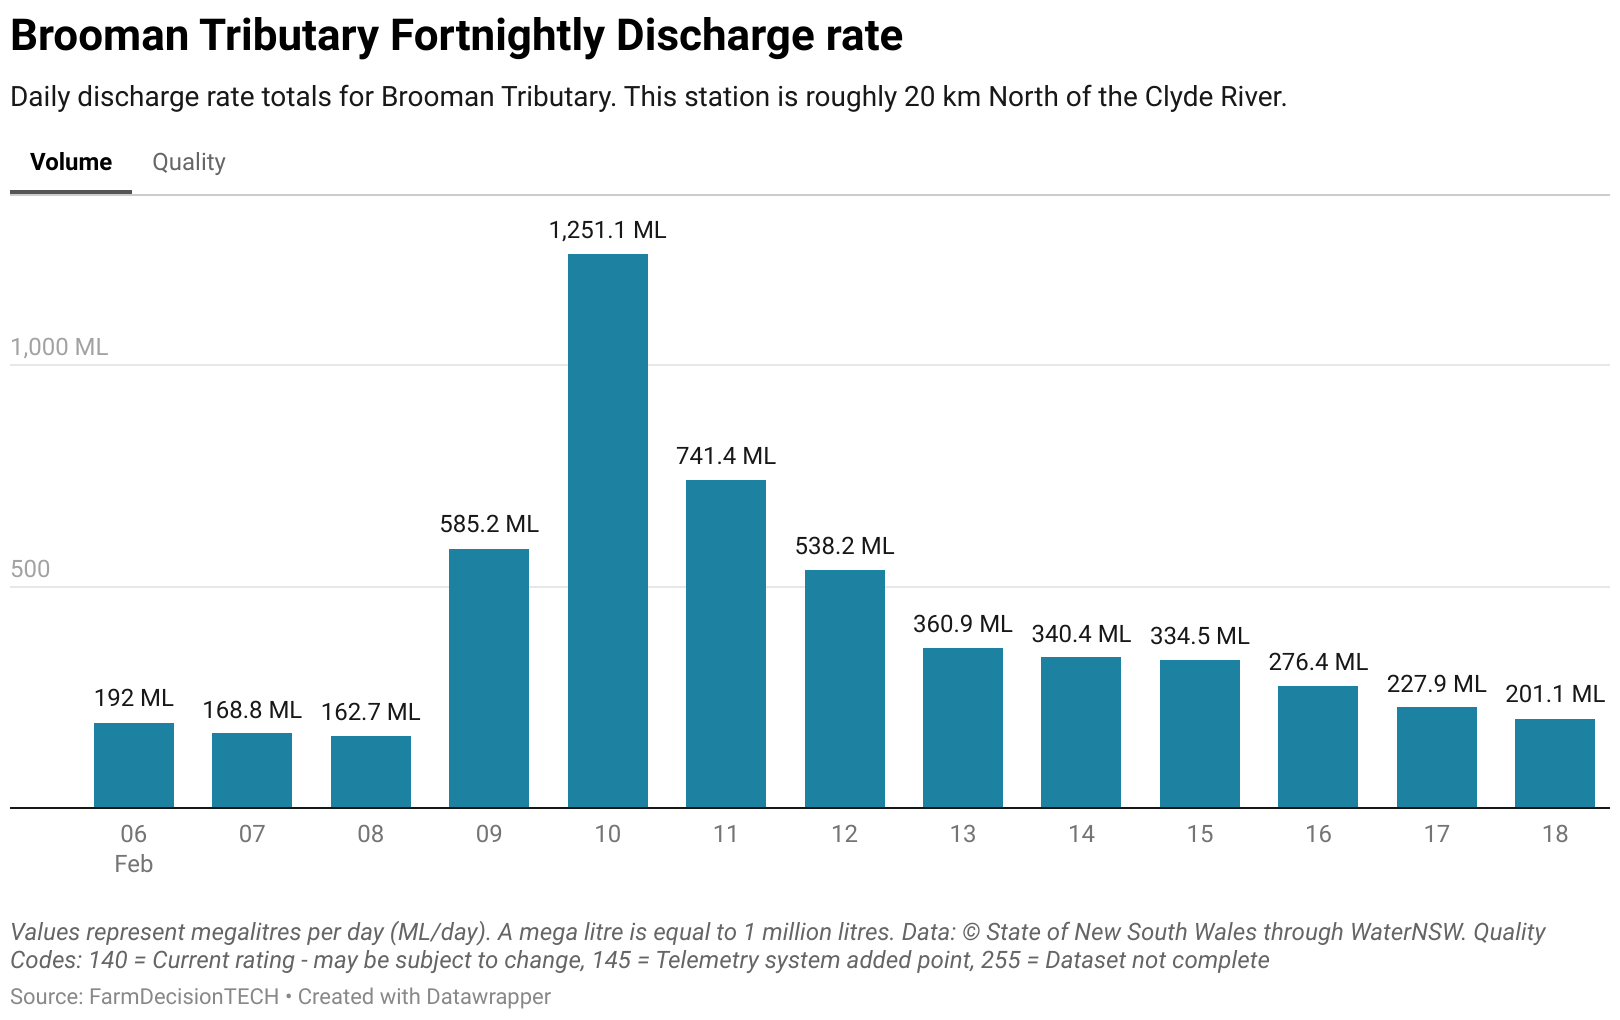 Brooman Tributary Fortnightly Discharge rate
Daily discharge rate totals for Brooman Tributary. This station is roughly 20 km North of the Clyde River.
Volume Quality
1,251.1 ML
1,000 ML
741.4 ML
585.2 ML
538.2 ML
500
360.9 ML
340.4 ML
334.5 ML
276.4 ML
227.9 ML
201.1 ML
192 ML
168.8 ML
162.7 ML
06 07 08 09 10 11 12 13 14 15 16 17 18
Feb
Values represent megalitres per day (ML/day). A mega litre is equal to 1 million litres. Data: © State of New South Wales through WaterNSW. Quality
Codes: 140 = Current rating - may be subject to change, 145 = Telemetry system added point, 255 = Dataset not complete
Source: FarmDecisionTECH • Created with Datawrapper